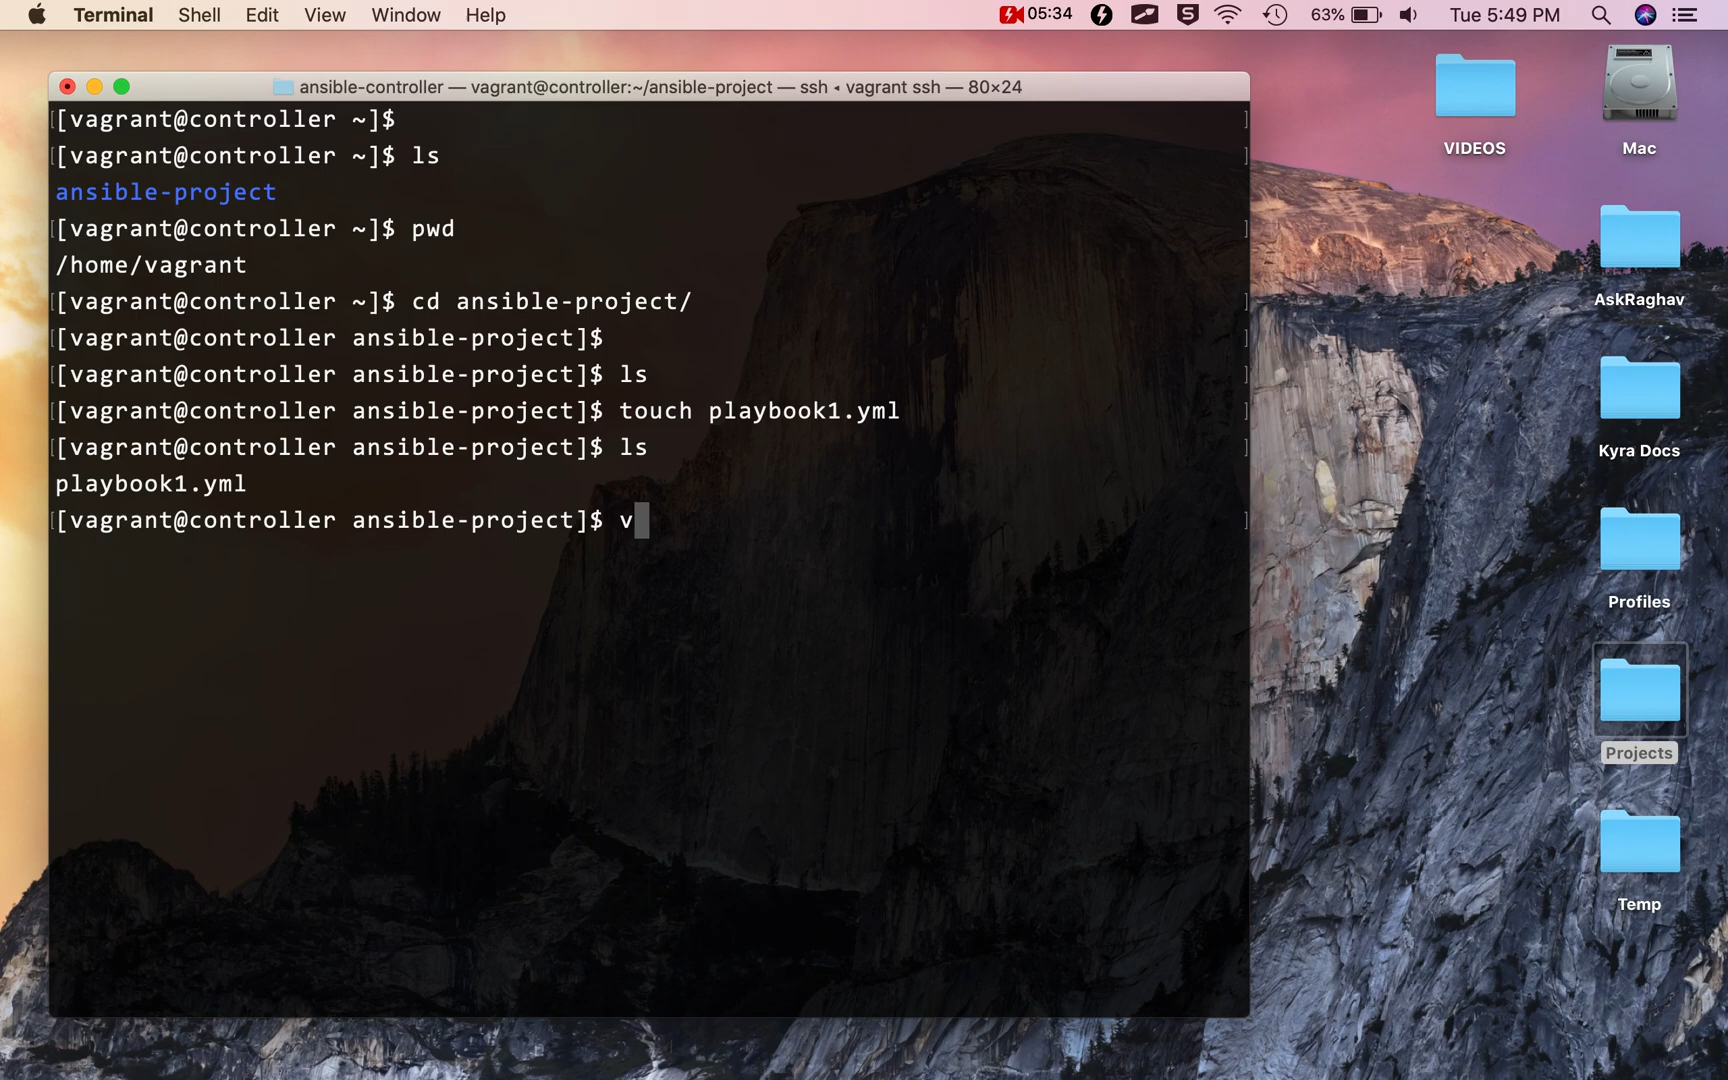 Terminal Shell Edit View Window Help 05:34 63% Tue 5:49 PM
ansible-controller — vagrant@controller:~/ansible-project — ssh ◂ vagrant ssh — 80×24
[[vagrant@controller ~]$ ]
[[vagrant@controller ~]$ ls ]
ansible-project
[[vagrant@controller ~]$ pwd ]
/home/vagrant
[[vagrant@controller ~]$ cd ansible-project/ ]
[[vagrant@controller ansible-project]$ ]
[[vagrant@controller ansible-project]$ ls ]
[[vagrant@controller ansible-project]$ touch playbook1.yml ]
[[vagrant@controller ansible-project]$ ls ]
playbook1.yml
[[vagrant@controller ansible-project]$ v ]
VIDEOS
Mac
AskRaghav
Kyra Docs
Profiles
Projects
Temp